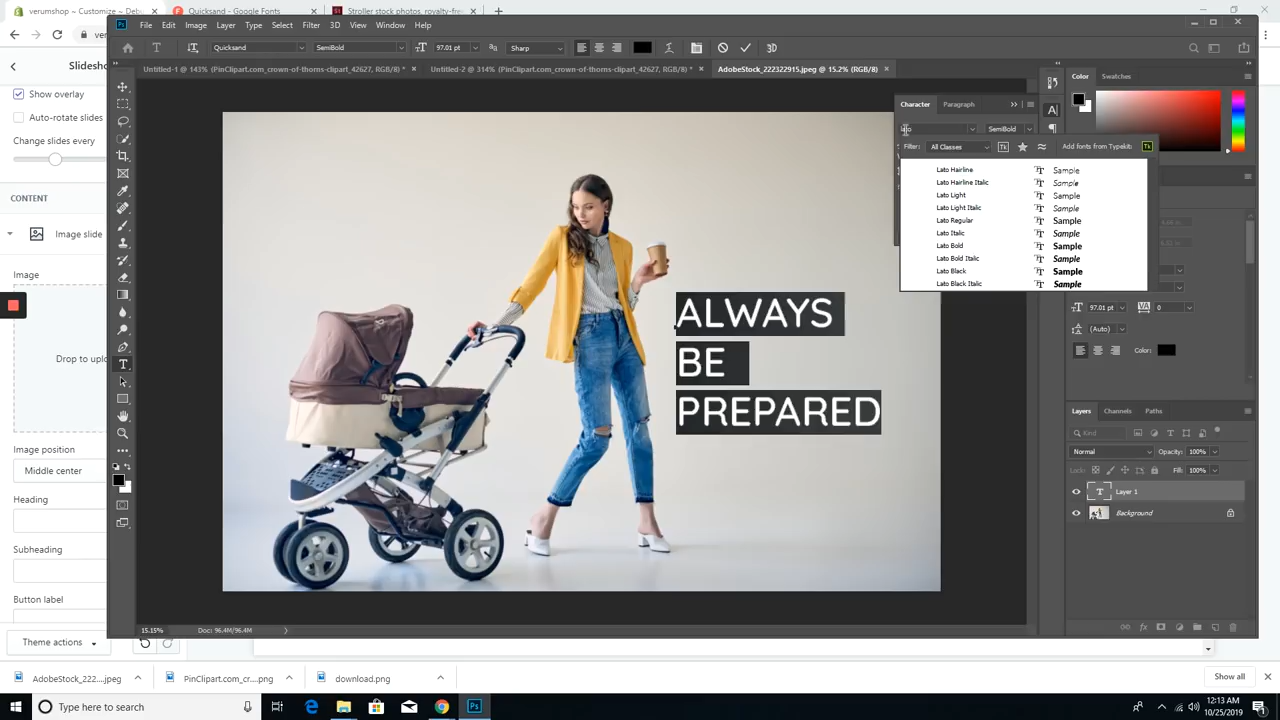 verumshop ~ Customize ~ Debu
Quicksand - Google Fonts
Stroller stock photos, royalty-free
File Edit Image Layer Type Select Filter 3D View Window Help
Quicksand SemiBold 97.01 pt Sharp 3D
Untitled-1 @ 143% (PinClipart.com_crown-of-thorns-clipart_42627, RGB/8) * Untitled-2 @ 314% (PinClipart.com_crown-of-thorns-clipart_42627, RGB/8) * AdobeStock_222322915.jpeg @ 15.2% (RGB/8)
Slidesho
Show overlay
Auto-rotate slides
Change slides every
CONTENT
Image slide
Image
Drop to uplo
Image position
Middle center
Heading
Subheading
Button label
Theme actions
Color Swatches
Character Paragraph
SemiBold
Filter: All Classes Add fonts from Typekit:
Lato Hairline Sample
Lato Hairline Italic Sample
Lato Light Sample
Lato Light Italic Sample
Lato Regular Sample
Lato Italic Sample
Lato Bold Sample
Lato Bold Italic Sample
Lato Black Sample
Lato Black Italic Sample
ALWAYS
BE
PREPARED
97.01 pt 0
(Auto)
Color:
Layers Channels Paths
Kind
Normal Opacity: 100%
Lock: Fill: 100%
Layer 1
Background
15.15% Doc: 96.4M/96.4M
AdobeStock_222....jpeg PinClipart.com_cr....png download.png Show all
Type here to search
12:13 AM
10/25/2019